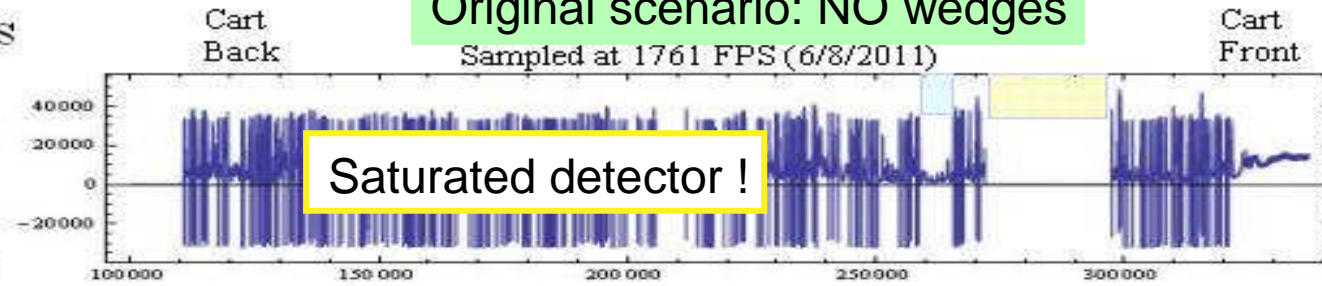 Original scenario: NO wedges
Cart
Back
Cart
Front
Sampled at 1761 FPS (6/8/2011)
40000
20000
0
-20000
Saturated detector !
100000
150000
200000
250000
300000